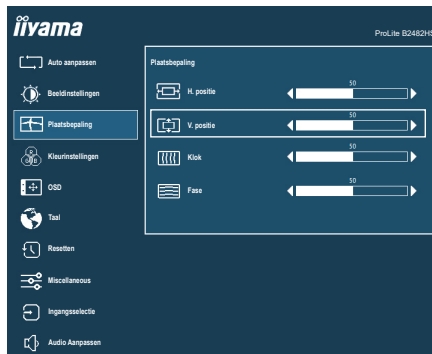 iiyama
ProLite B2482HS
Auto aanpassen
Beeldinstellingen
Plaatsbepaling
Kleurinstellingen
OSD
Taal
Resetten
Miscellaneous
Ingangsselectie
Audio Aanpassen
Plaatsbepaling
H. positie
50
V. positie
50
Klok
50
Fase
50